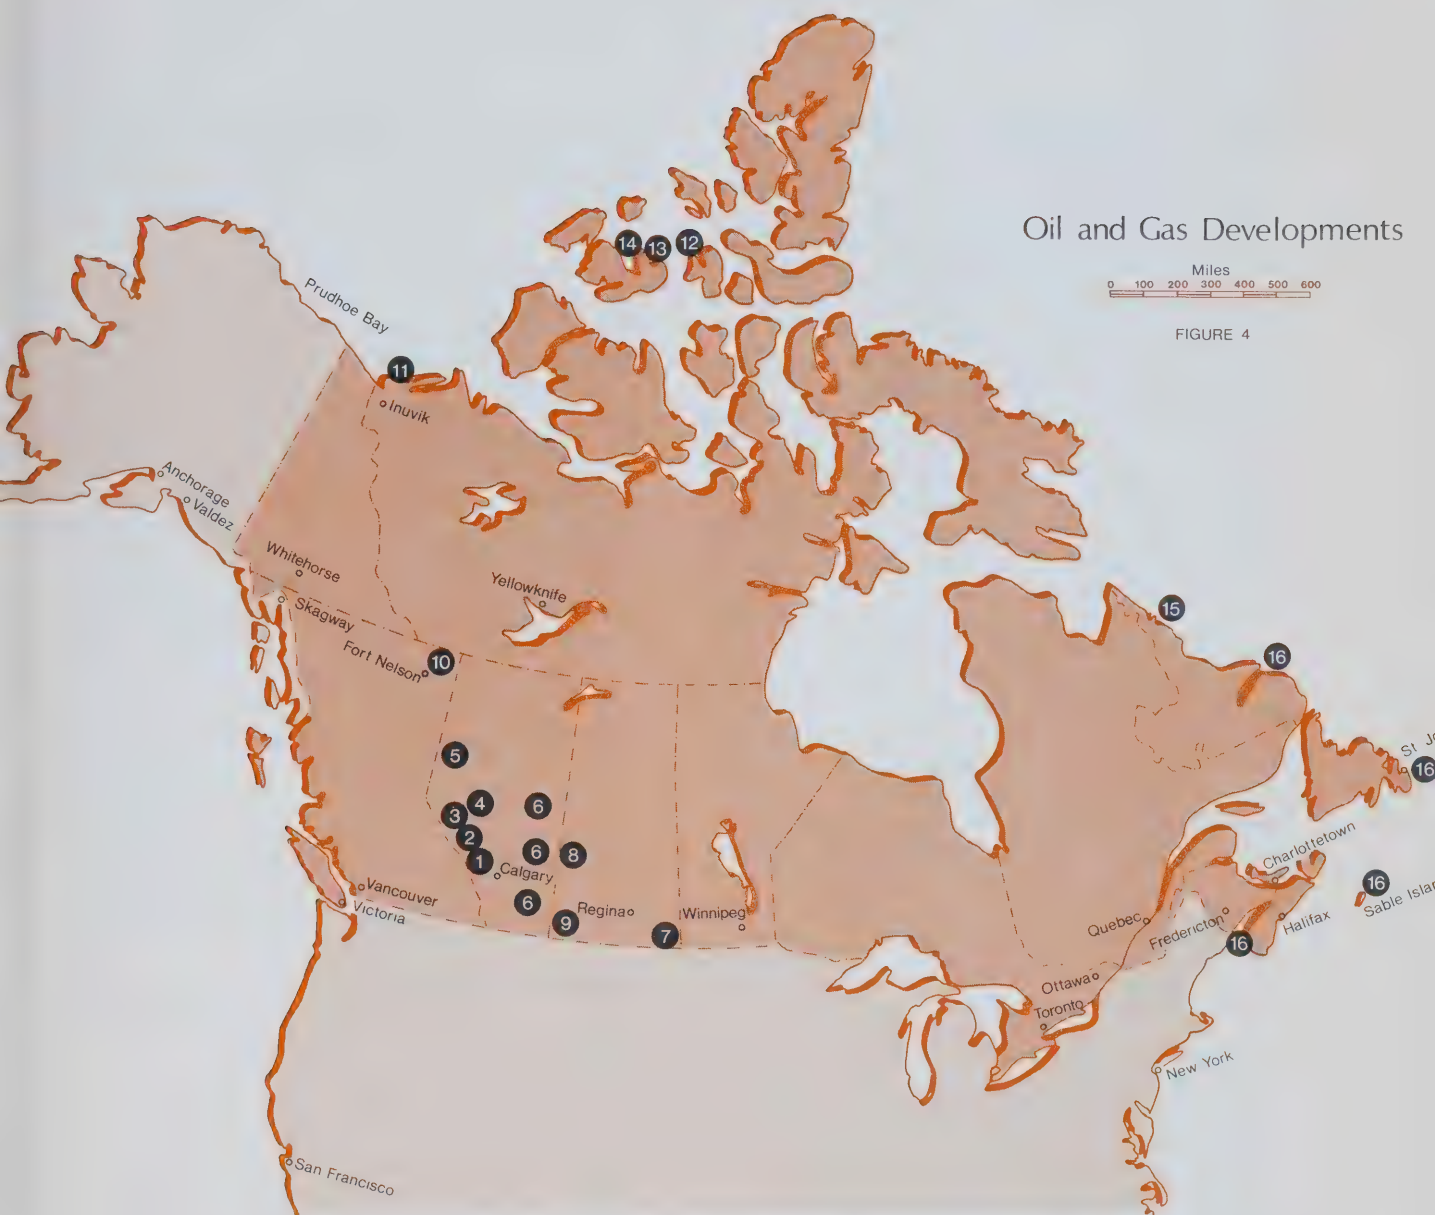 Oil and Gas Developments
Miles
0 100 200 300 400 500 600
FIGURE 4
14 13 12
Prudhoe Bay
11
Inuvik
Anchorage
Valdez
Whitehorse
Skagway
Yellowknife
Fort Nelson
10
15
16
5
St Jo
16
4
6
3
2
6
8
1
Calgary
Charlottetown
16
Sable Islan
Vancouver
Victoria
6
Regina
Winnipeg
9
7
Quebec
Fredericton
Halifax
16
Ottawa
Toronto
New York
San Francisco